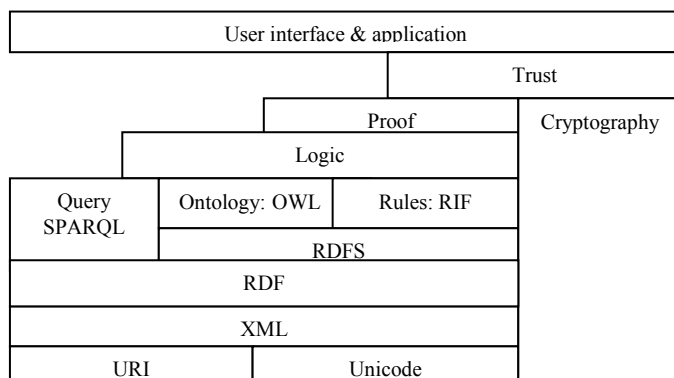 User interface & application
Trust
Proof
Cryptography
Logic
Query
SPARQL
Ontology: OWL
Rules: RIF
RDFS
RDF
XML
URI
Unicode